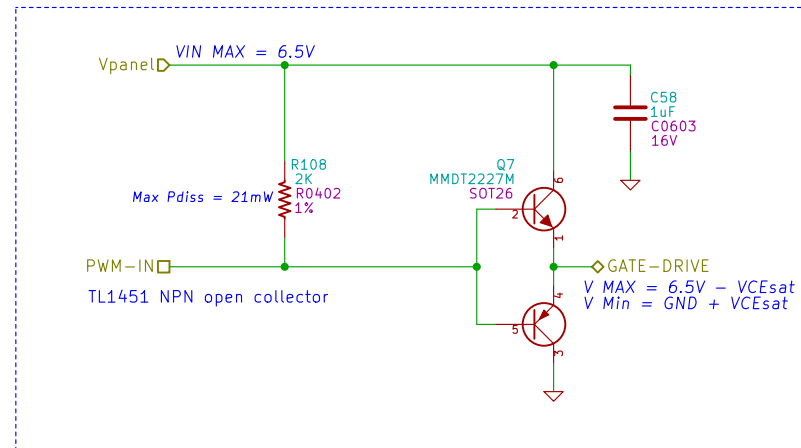 VIN MAX = 6.5V
Vpanel
C58
1uF
C0603
16V
R108
2K
R0402
1%
Max Pdiss = 21mW
Q7
MMDT2227M
SOT26
6
2
1
PWM-IN
GATE-DRIVE
TL1451 NPN open collector
V MAX = 6.5V - VCEsat
V Min = GND + VCEsat
4
5
3